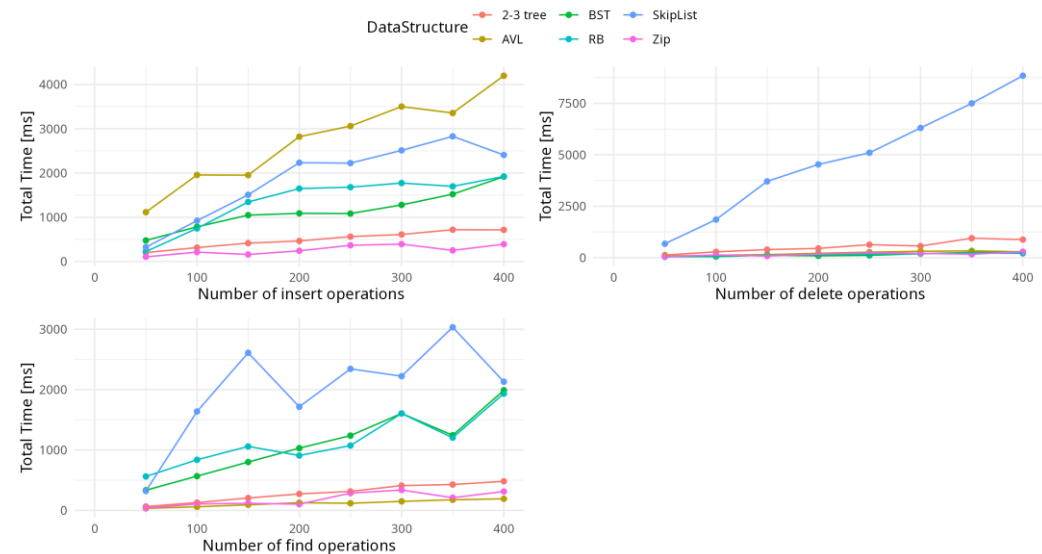 DataStructure
2-3 tree BST SkipList
AVL RB Zip
Total Time [ms]
4000
3000
2000
1000
0
0 100 200 300 400
Number of insert operations
Total Time [ms]
7500
5000
2500
0
0 100 200 300 400
Number of delete operations
Total Time [ms]
3000
2000
1000
0
0 100 200 300 400
Number of find operations